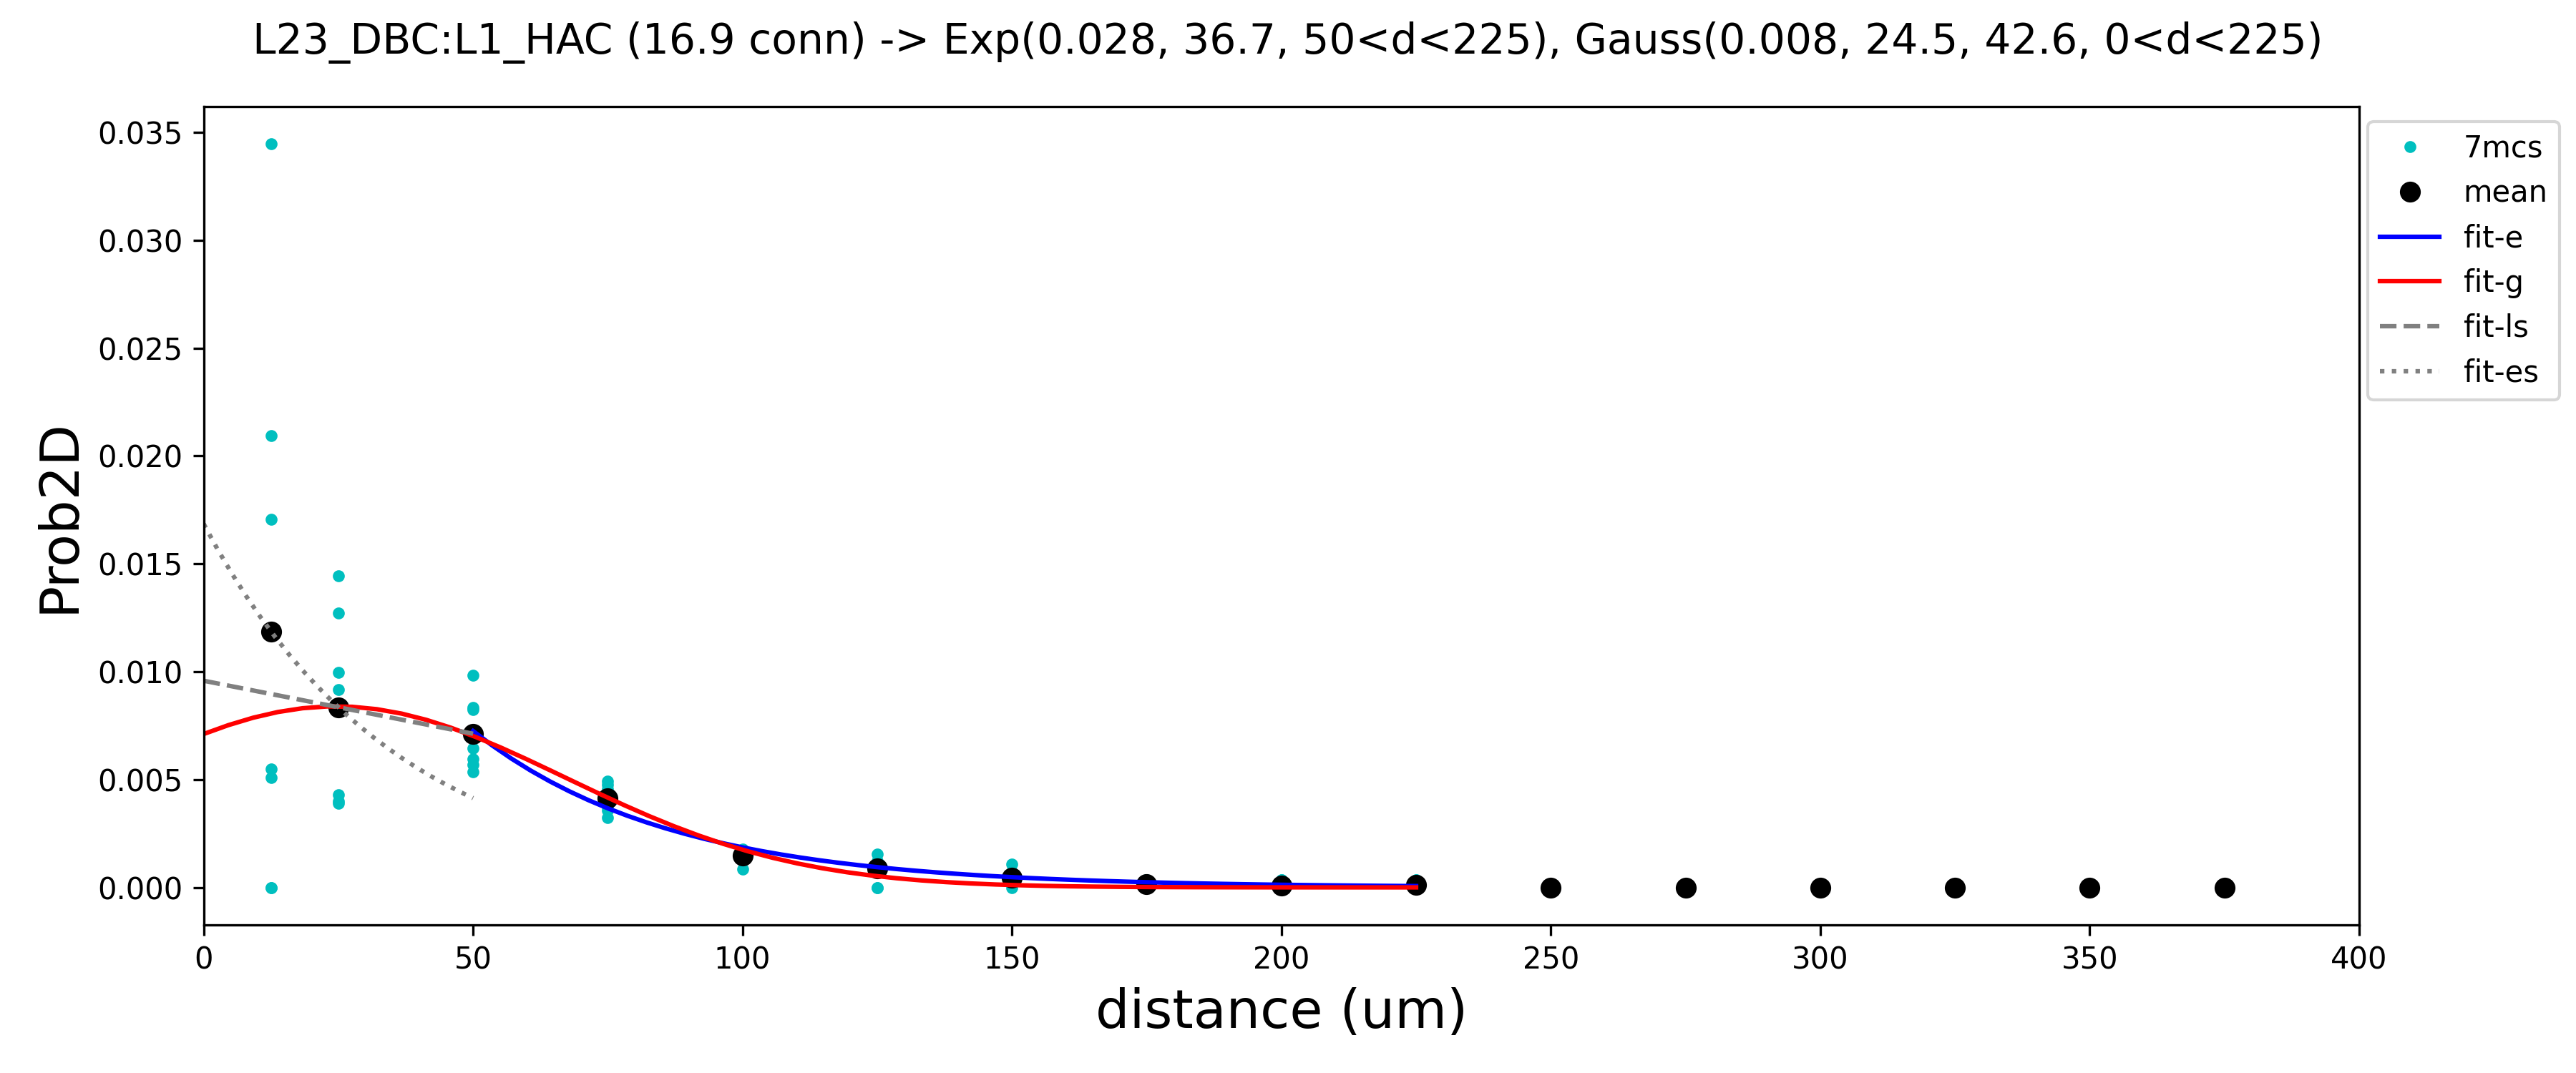 L23_DBC:L1_HAC (16.9 conn) -> Exp(0.028, 36.7, 50<d<225), Gauss(0.008, 24.5, 42.6, 0<d<225)
0.035
0.030
0.025
0.020
0.015
0.010
0.005
0.000
Prob2D
0 50 100 150 200 250 300 350 400
distance (um)
7mcs
mean
fit-e
fit-g
fit-ls
fit-es